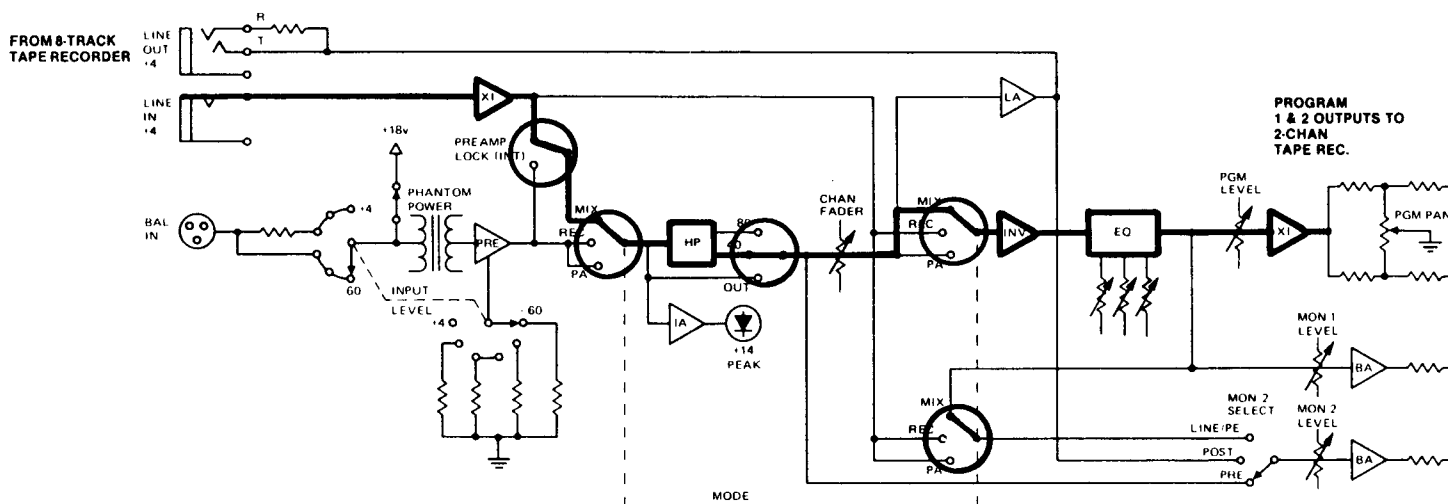 FROM 8-TRACK
TAPE RECORDER
LINE
OUT
+4
R
T
LINE
IN
+4
XI
+18v
PREAMP
LOCK (INT)
PHANTOM
POWER
BAL
IN
+4
60
INPUT
LEVEL
PRE
+4
- 60
MIX
REC
PA
HP
80
40
OUT
IA
+14
PEAK
CHAN
FADER
LA
MIX
REC
PA
INV
EQ
PROGRAM
1 & 2 OUTPUTS TO
2-CHAN
TAPE REC.
PGM
LEVEL
XI
PGM PAN
MON 1
LEVEL
BA
MIX
REC
PA
MON 2
SELECT
LINE/PE
POST
PRE
MON 2
LEVEL
BA
MODE